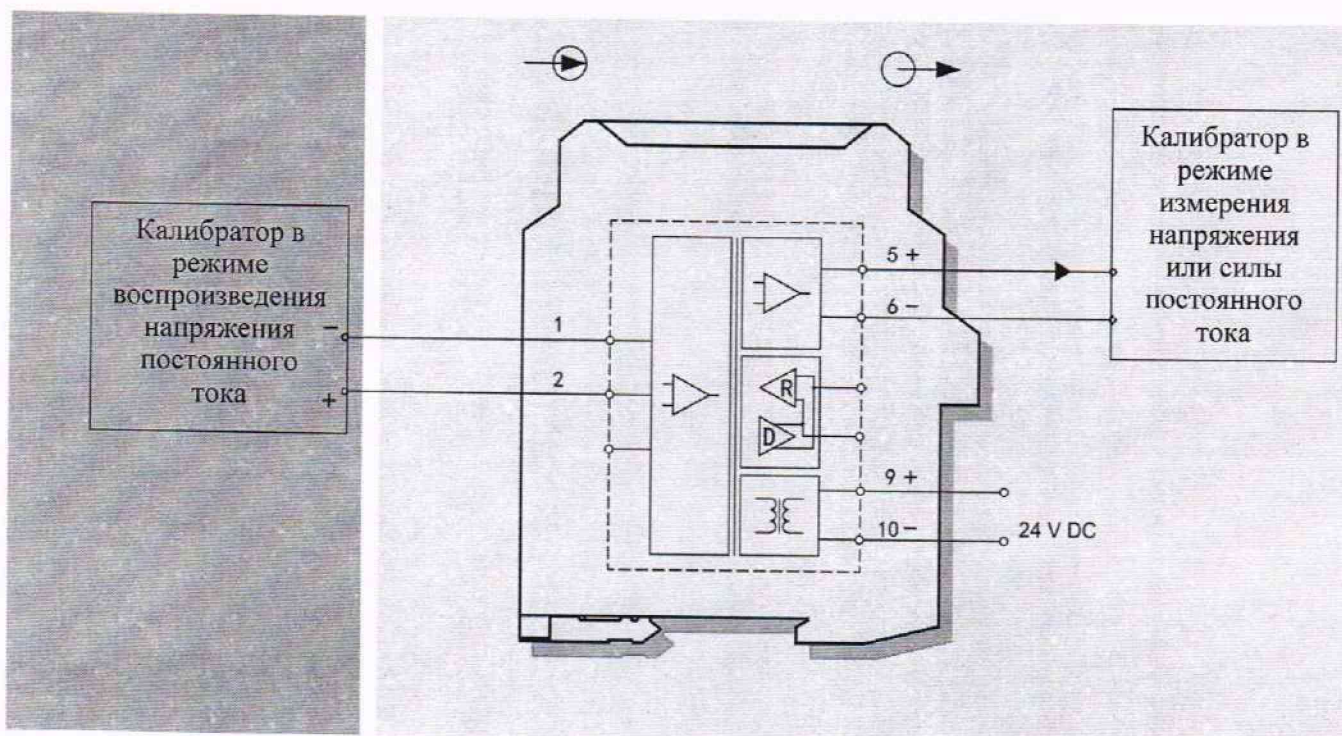 Калибратор в
режиме
воспроизведения
напряжения
постоянного
тока
−
+
1
2
R
D
5 +
6 −
9 +
10 −
24 V DC
Калибратор в
режиме
измерения
напряжения
или силы
постоянного
тока